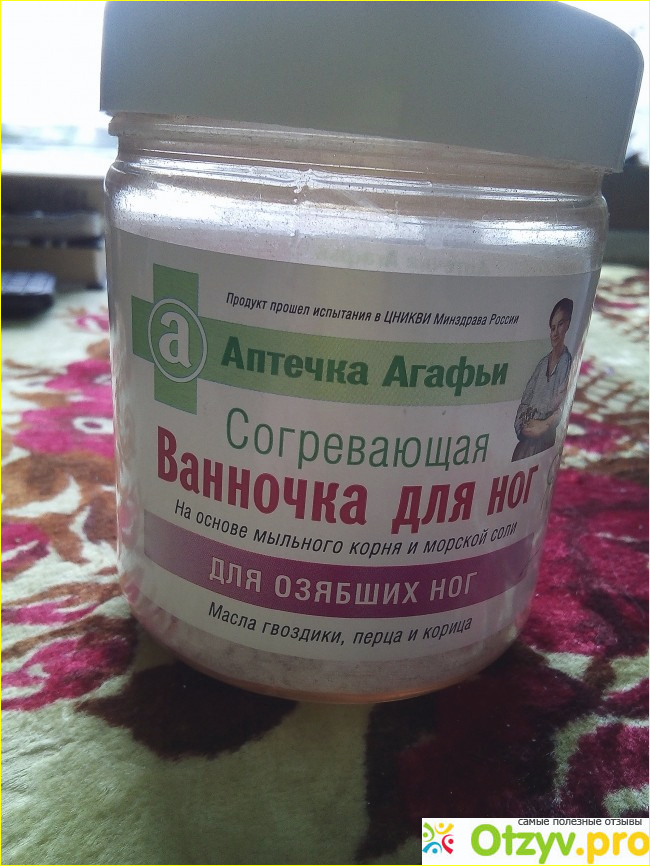 Продукт прошел испытания в ЦНИКВИ Минздрава России
а
Аптечка Агафьи
Согревающая
Ванночка для ног
На основе мыльного корня и морской соли
ДЛЯ ОЗЯБШИХ НОГ
Масла гвоздики, перца и корица
самые полезные отзывы
Otzyv.pro